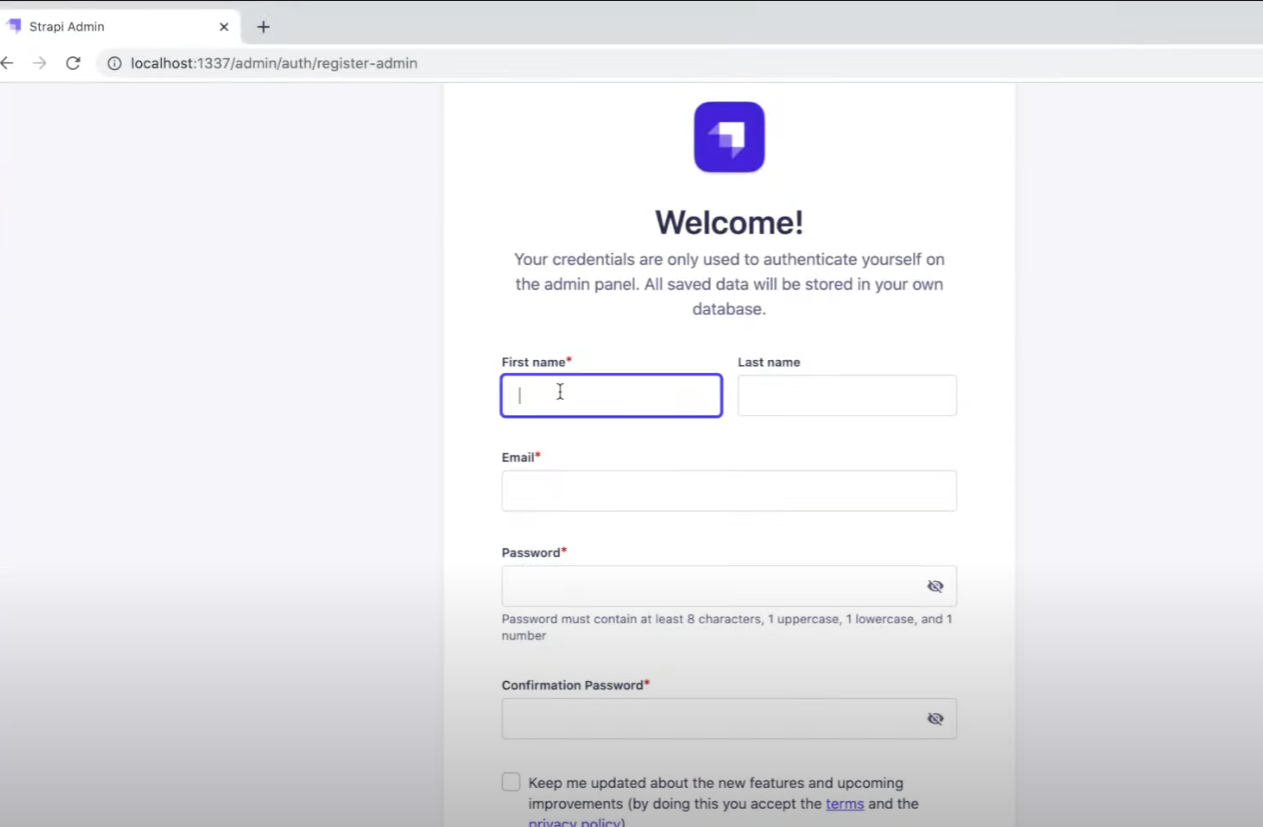 Strapi Admin
localhost:1337/admin/auth/register-admin
Welcome!
Your credentials are only used to authenticate yourself on
the admin panel. All saved data will be stored in your own
database.
First name*
Last name
Email*
Password*
Password must contain at least 8 characters, 1 uppercase, 1 lowercase, and 1
number
Confirmation Password*
Keep me updated about the new features and upcoming
improvements (by doing this you accept the terms and the
privacy policy).